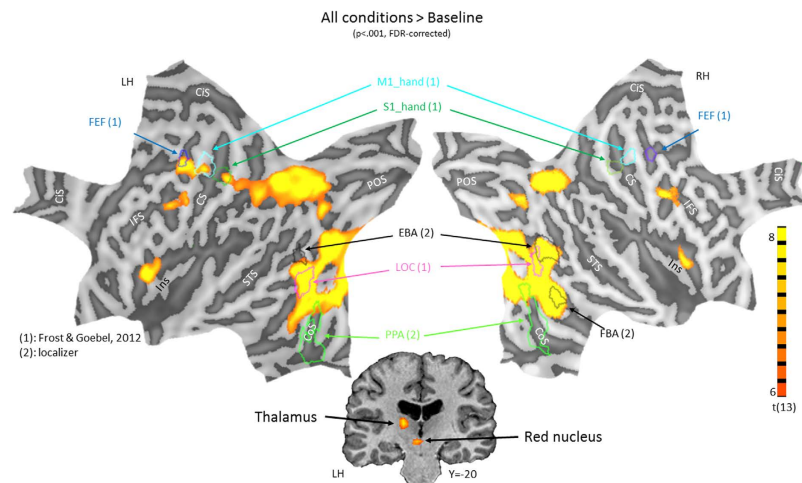 All conditions > Baseline
(p<.001, FDR-corrected)
LH
RH
CiS
M1_hand (1)
CiS
S1_hand (1)
FEF (1)
FEF (1)
CiS
IFS
CS
POS
POS
CS
IFS
CiS
EBA (2)
8
Ins
STS
LOC (1)
STS
Ins
(1): Frost & Goebel, 2012
(2): localizer
CoS
PPA (2)
CoS
FBA (2)
6
t(13)
Thalamus
Red nucleus
LH
Y=-20